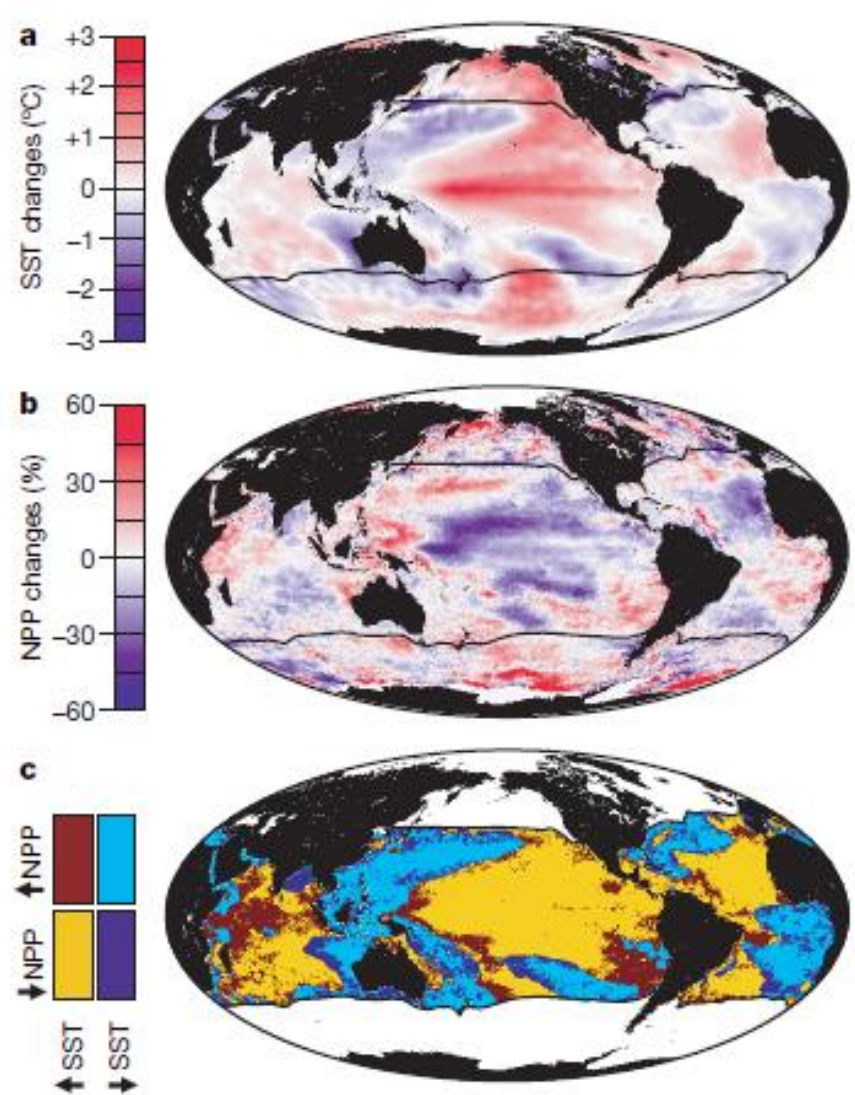 a
+3
+2
+1
0
–1
–2
–3
SST changes (ºC)
b
60
30
0
–30
–60
NPP changes (%)
c
NPP
NPP
SST
SST